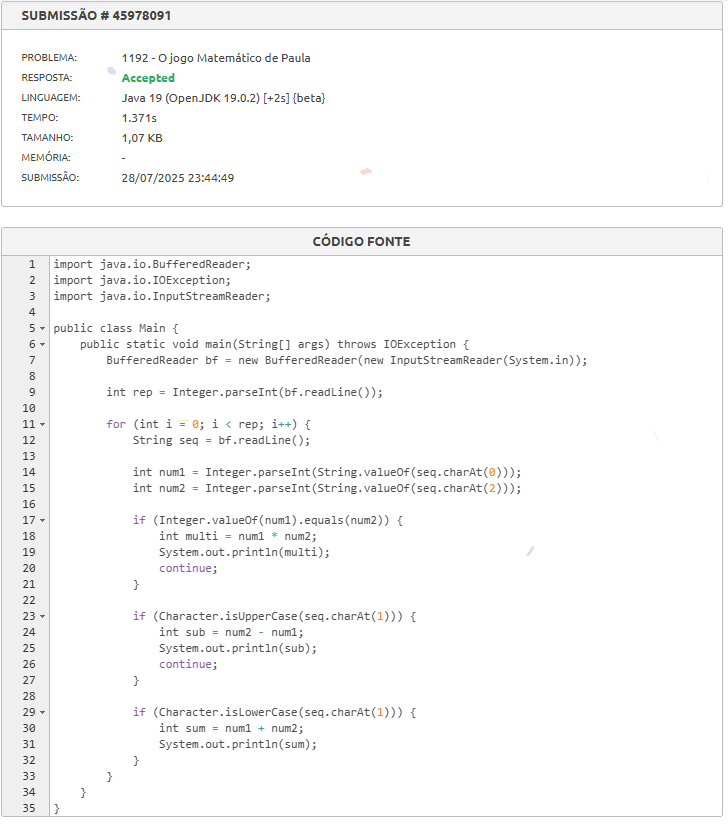 SUBMISSÃO # 45978091
PROBLEMA: 1192 - O jogo Matemático de Paula
RESPOSTA: Accepted
LINGUAGEM: Java 19 (OpenJDK 19.0.2) [+2s] {beta}
TEMPO: 1.371s
TAMANHO: 1,07 KB
MEMÓRIA: -
SUBMISSÃO: 28/07/2025 23:44:49
CÓDIGO FONTE
1 import java.io.BufferedReader;
2 import java.io.IOException;
3 import java.io.InputStreamReader;
4
5 public class Main {
6     public static void main(String[] args) throws IOException {
7         BufferedReader bf = new BufferedReader(new InputStreamReader(System.in));
8
9         int rep = Integer.parseInt(bf.readLine());
10
11         for (int i = 0; i < rep; i++) {
12             String seq = bf.readLine();
13
14             int num1 = Integer.parseInt(String.valueOf(seq.charAt(0)));
15             int num2 = Integer.parseInt(String.valueOf(seq.charAt(2)));
16
17             if (Integer.valueOf(num1).equals(num2)) {
18                 int multi = num1 * num2;
19                 System.out.println(multi);
20                 continue;
21             }
22
23             if (Character.isUpperCase(seq.charAt(1))) {
24                 int sub = num2 - num1;
25                 System.out.println(sub);
26                 continue;
27             }
28
29             if (Character.isLowerCase(seq.charAt(1))) {
30                 int sum = num1 + num2;
31                 System.out.println(sum);
32             }
33         }
34     }
35 }